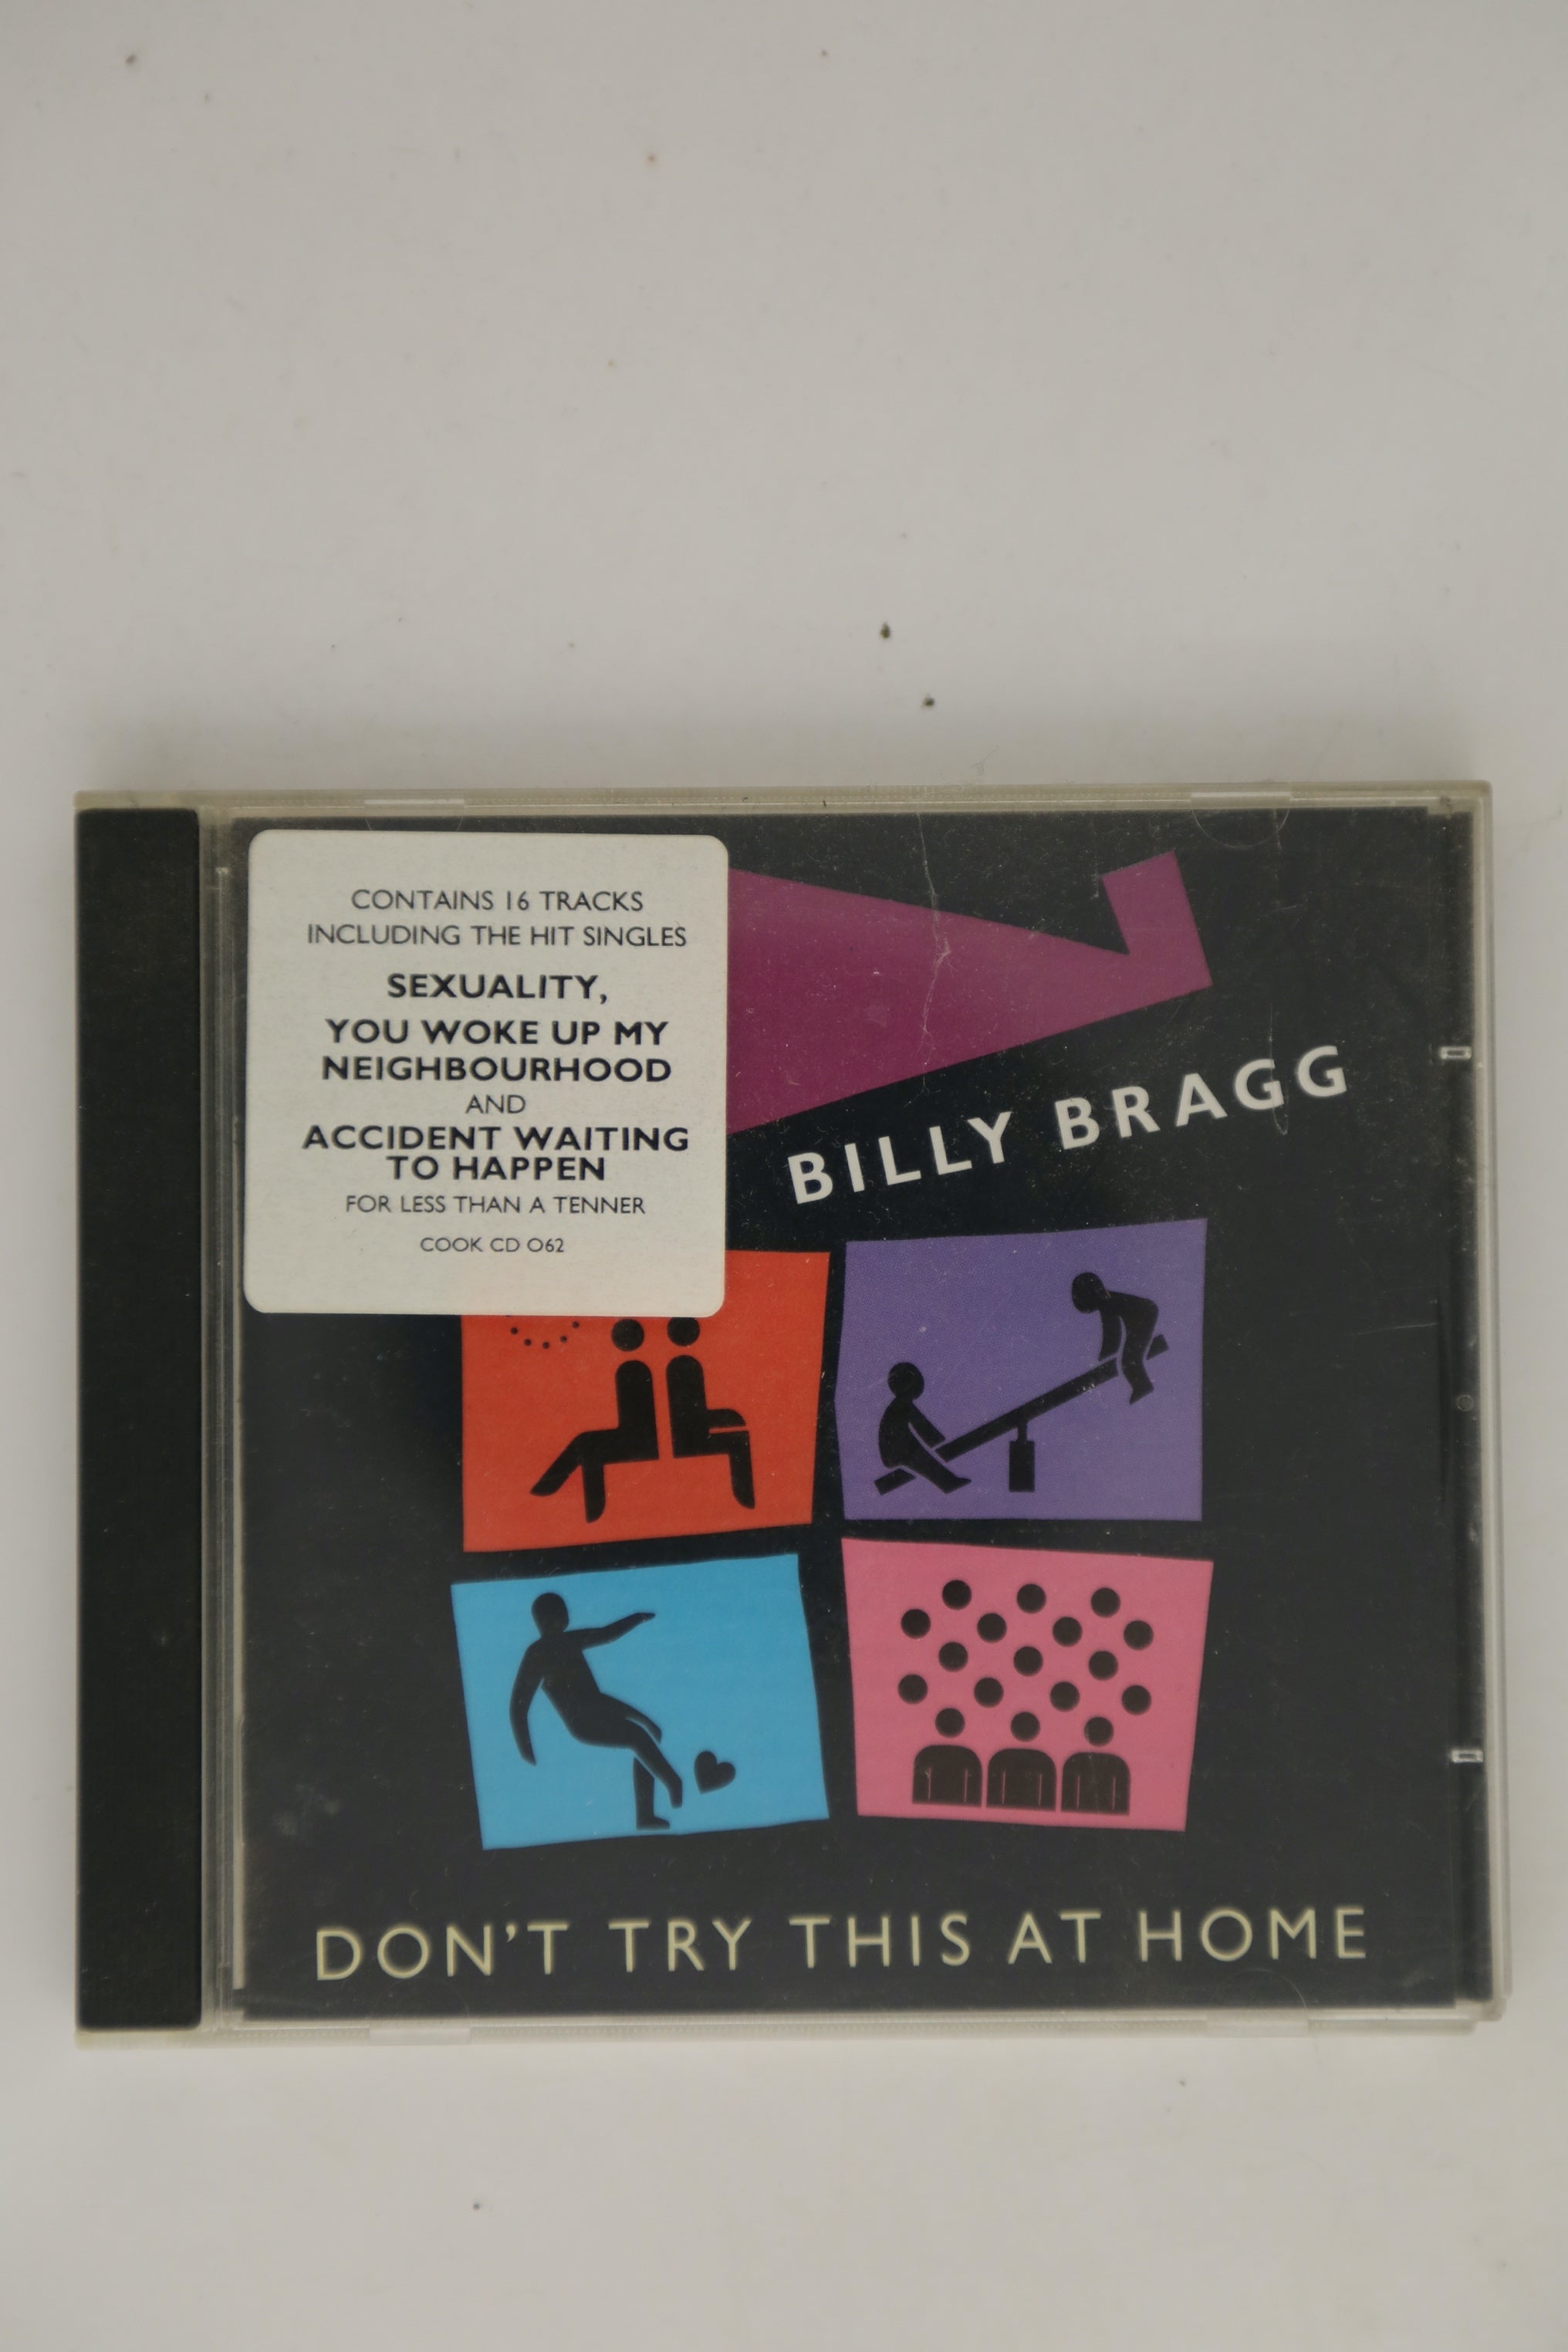 CONTAINS 16 TRACKS
INCLUDING THE HIT SINGLES
SEXUALITY,
YOU WOKE UP MY
NEIGHBOURHOOD
AND
ACCIDENT WAITING
TO HAPPEN
FOR LESS THAN A TENNER
COOK CD O62
BILLY BRAGG
DON'T TRY THIS AT HOME